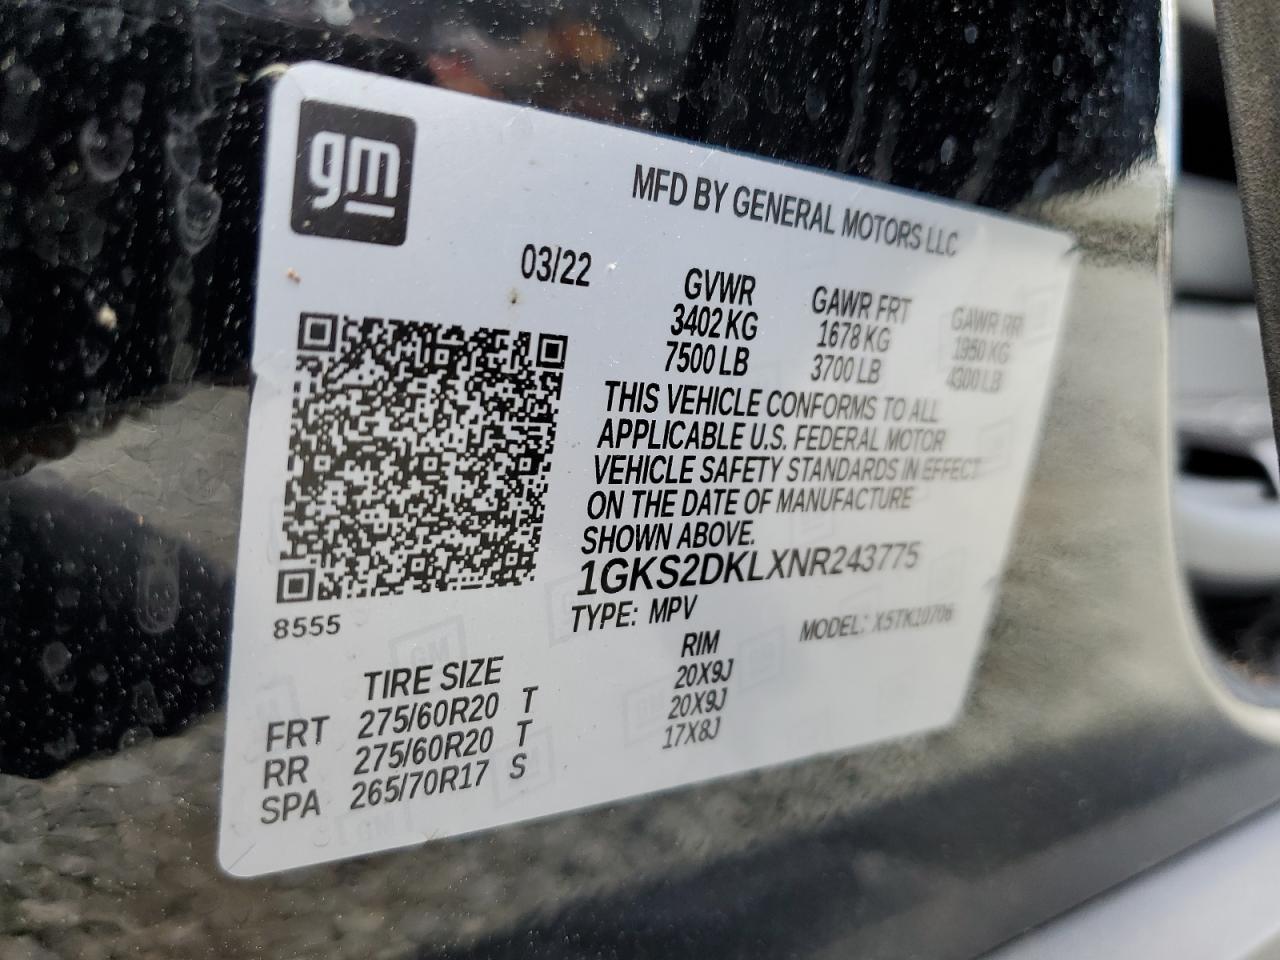 gm
MFD BY GENERAL MOTORS LLC
03/22
GVWR GAWR FRT GAWR RR
3402 KG 1678 KG 1950 KG
7500 LB 3700 LB 4300 LB
THIS VEHICLE CONFORMS TO ALL
APPLICABLE U.S. FEDERAL MOTOR
VEHICLE SAFETY STANDARDS IN EFFECT
ON THE DATE OF MANUFACTURE
SHOWN ABOVE.
1GKS2DKLXNR243775
8555
TYPE: MPV MODEL: X5TK10706
TIRE SIZE RIM
FRT 275/60R20 T 20X9J
RR 275/60R20 T 20X9J
SPA 265/70R17 S 17X8J